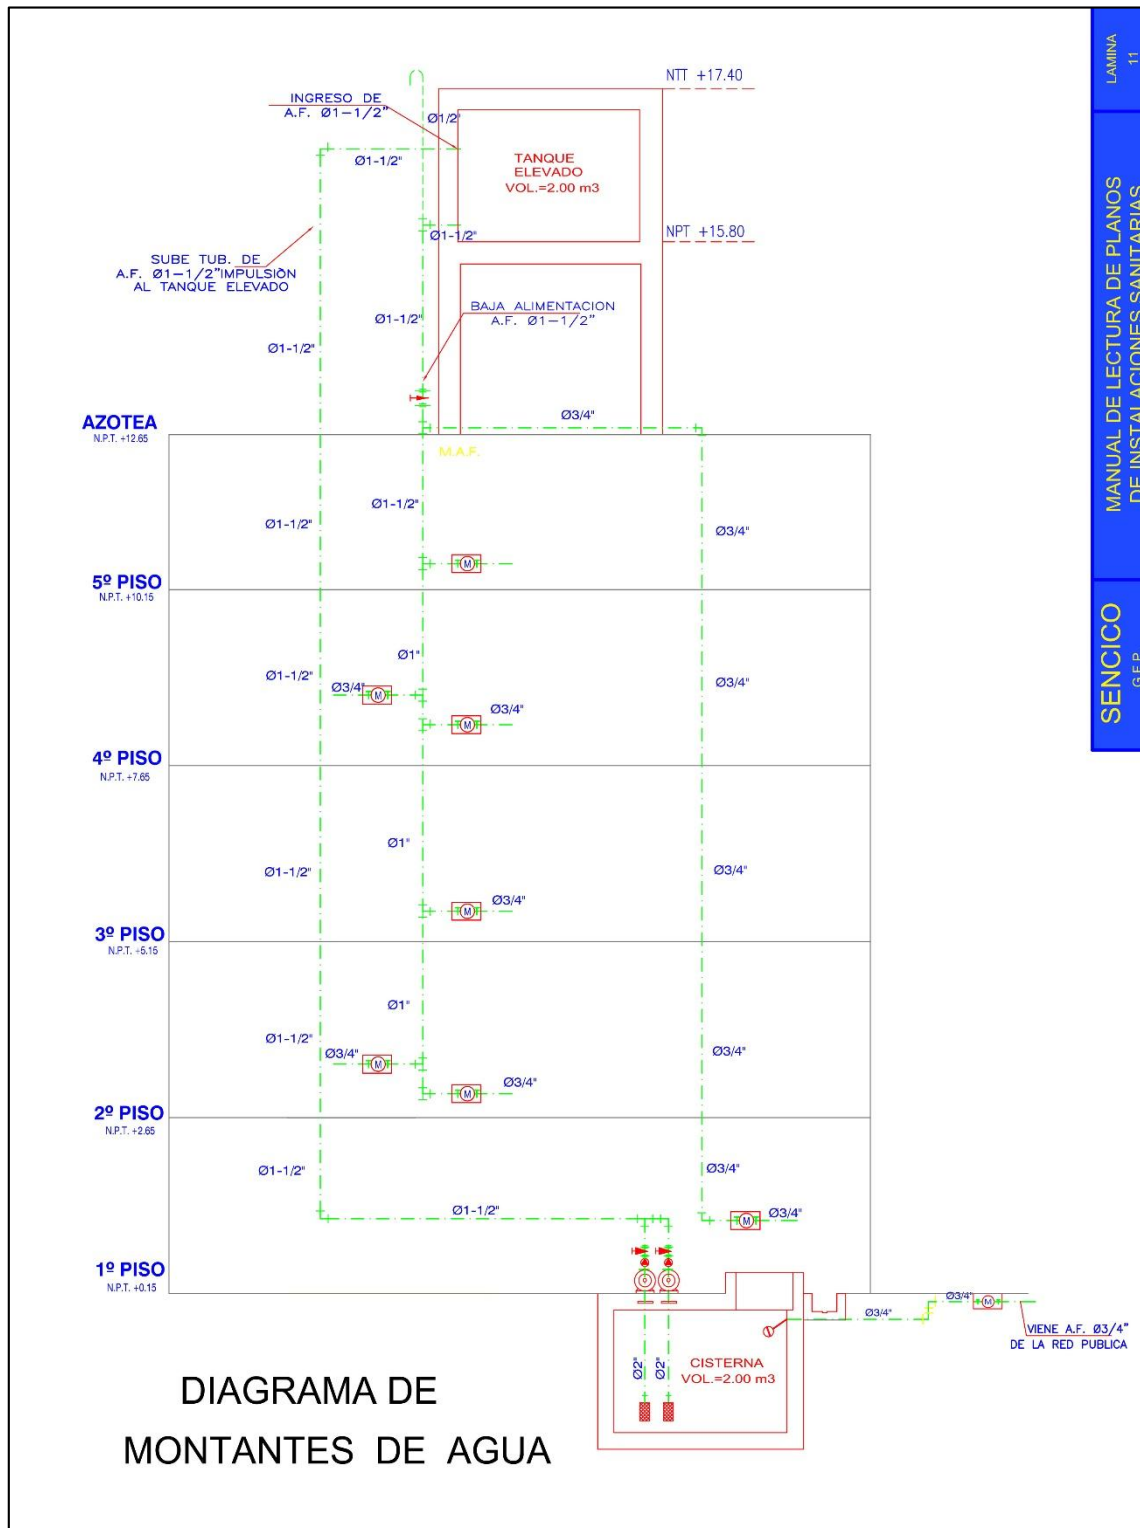 NTT +17.40
INGRESO DE
A.F. Ø1-1/2"
Ø1/2"
Ø1-1/2"
TANQUE
ELEVADO
VOL.=2.00 m3
Ø1-1/2"
NPT +15.80
SUBE TUB. DE
A.F. Ø1-1/2"IMPULSIÒN
AL TANQUE ELEVADO
BAJA ALIMENTACION
A.F. Ø1-1/2"
Ø1-1/2"
Ø1-1/2"
Ø3/4"
AZOTEA
N.P.T. +12.65
M.A.F.
Ø1-1/2"
Ø1-1/2"
Ø3/4"
M
5º PISO
N.P.T. +10.15
Ø1"
Ø1-1/2"
Ø3/4"
M
Ø3/4"
Ø3/4"
M
4º PISO
N.P.T. +7.65
Ø1"
Ø1-1/2"
Ø3/4"
Ø3/4"
M
3º PISO
N.P.T. +5.15
Ø1"
Ø1-1/2"
Ø3/4"
M
Ø3/4"
Ø3/4"
M
2º PISO
N.P.T. +2.65
Ø1-1/2"
Ø3/4"
Ø1-1/2"
M
Ø3/4"
1º PISO
N.P.T. +0.15
Ø3/4"
M
Ø3/4"
VIENE A.F. Ø3/4"
DE LA RED PUBLICA
Ø2"
Ø2"
CISTERNA
VOL.=2.00 m3
DIAGRAMA DE
MONTANTES DE AGUA
SENCICO
G.F.P.
MANUAL DE LECTURA DE PLANOS
DE INSTALACIONES SANITARIAS
LAMINA
11